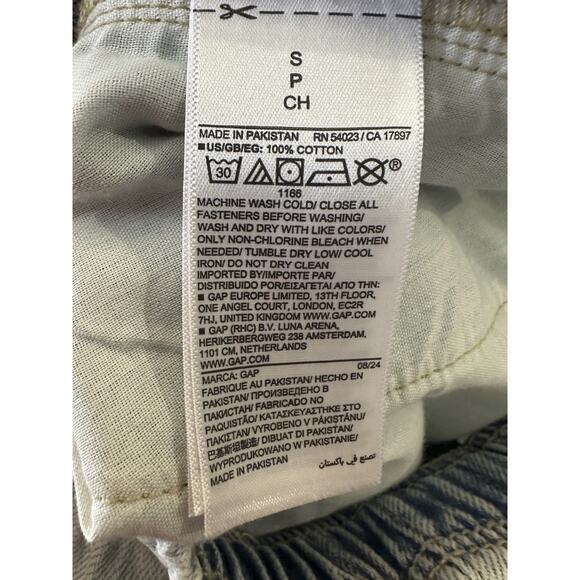 S
P
CH
MADE IN PAKISTAN RN 54023 / CA 17897
■US/GB/EG: 100% COTTON
30 ®
1166
MACHINE WASH COLD/ CLOSE ALL
FASTENERS BEFORE WASHING/
WASH AND DRY WITH LIKE COLORS/
ONLY NON-CHLORINE BLEACH WHEN
NEEDED/ TUMBLE DRY LOW/ COOL
IRON/ DO NOT DRY CLEAN
IMPORTED BY/IMPORTE PAR/
DISTRIBUIDO POR/ΕΙΣΑΓΕΤΑΙ ΑΠΟ ΤΗΝ:
■ GAP EUROPE LIMITED, 13TH FLOOR,
ONE ANGEL COURT, LONDON, EC2R
7HJ, UNITED KINGDOM WWW.GAP.COM
■ GAP (RHC) B.V. LUNA ARENA,
HERIKERBERGWEG 238 AMSTERDAM,
1101 CM, NETHERLANDS
WWW.GAP.COM
MARCA: GAP 08/24
FABRIQUE AU PAKISTAN/ HECHO EN
PAKISTAN/ПРОИЗВЕДЕНО В
ПАКИСТАН/ FABRICADO NO
PAQUISTÃO/ ΚΑΤΑΣΚΕΥΑΣΤΗΚΕ ΣΤΟ
PAKISTAN/ VYROBENO V PÁKISTÁNU/
巴基斯坦製造/ DIBUAT DI PAKISTAN/
WYPRODUKOWANO W PAKISTANIE/
MADE IN PAKISTAN صنع في باكستان